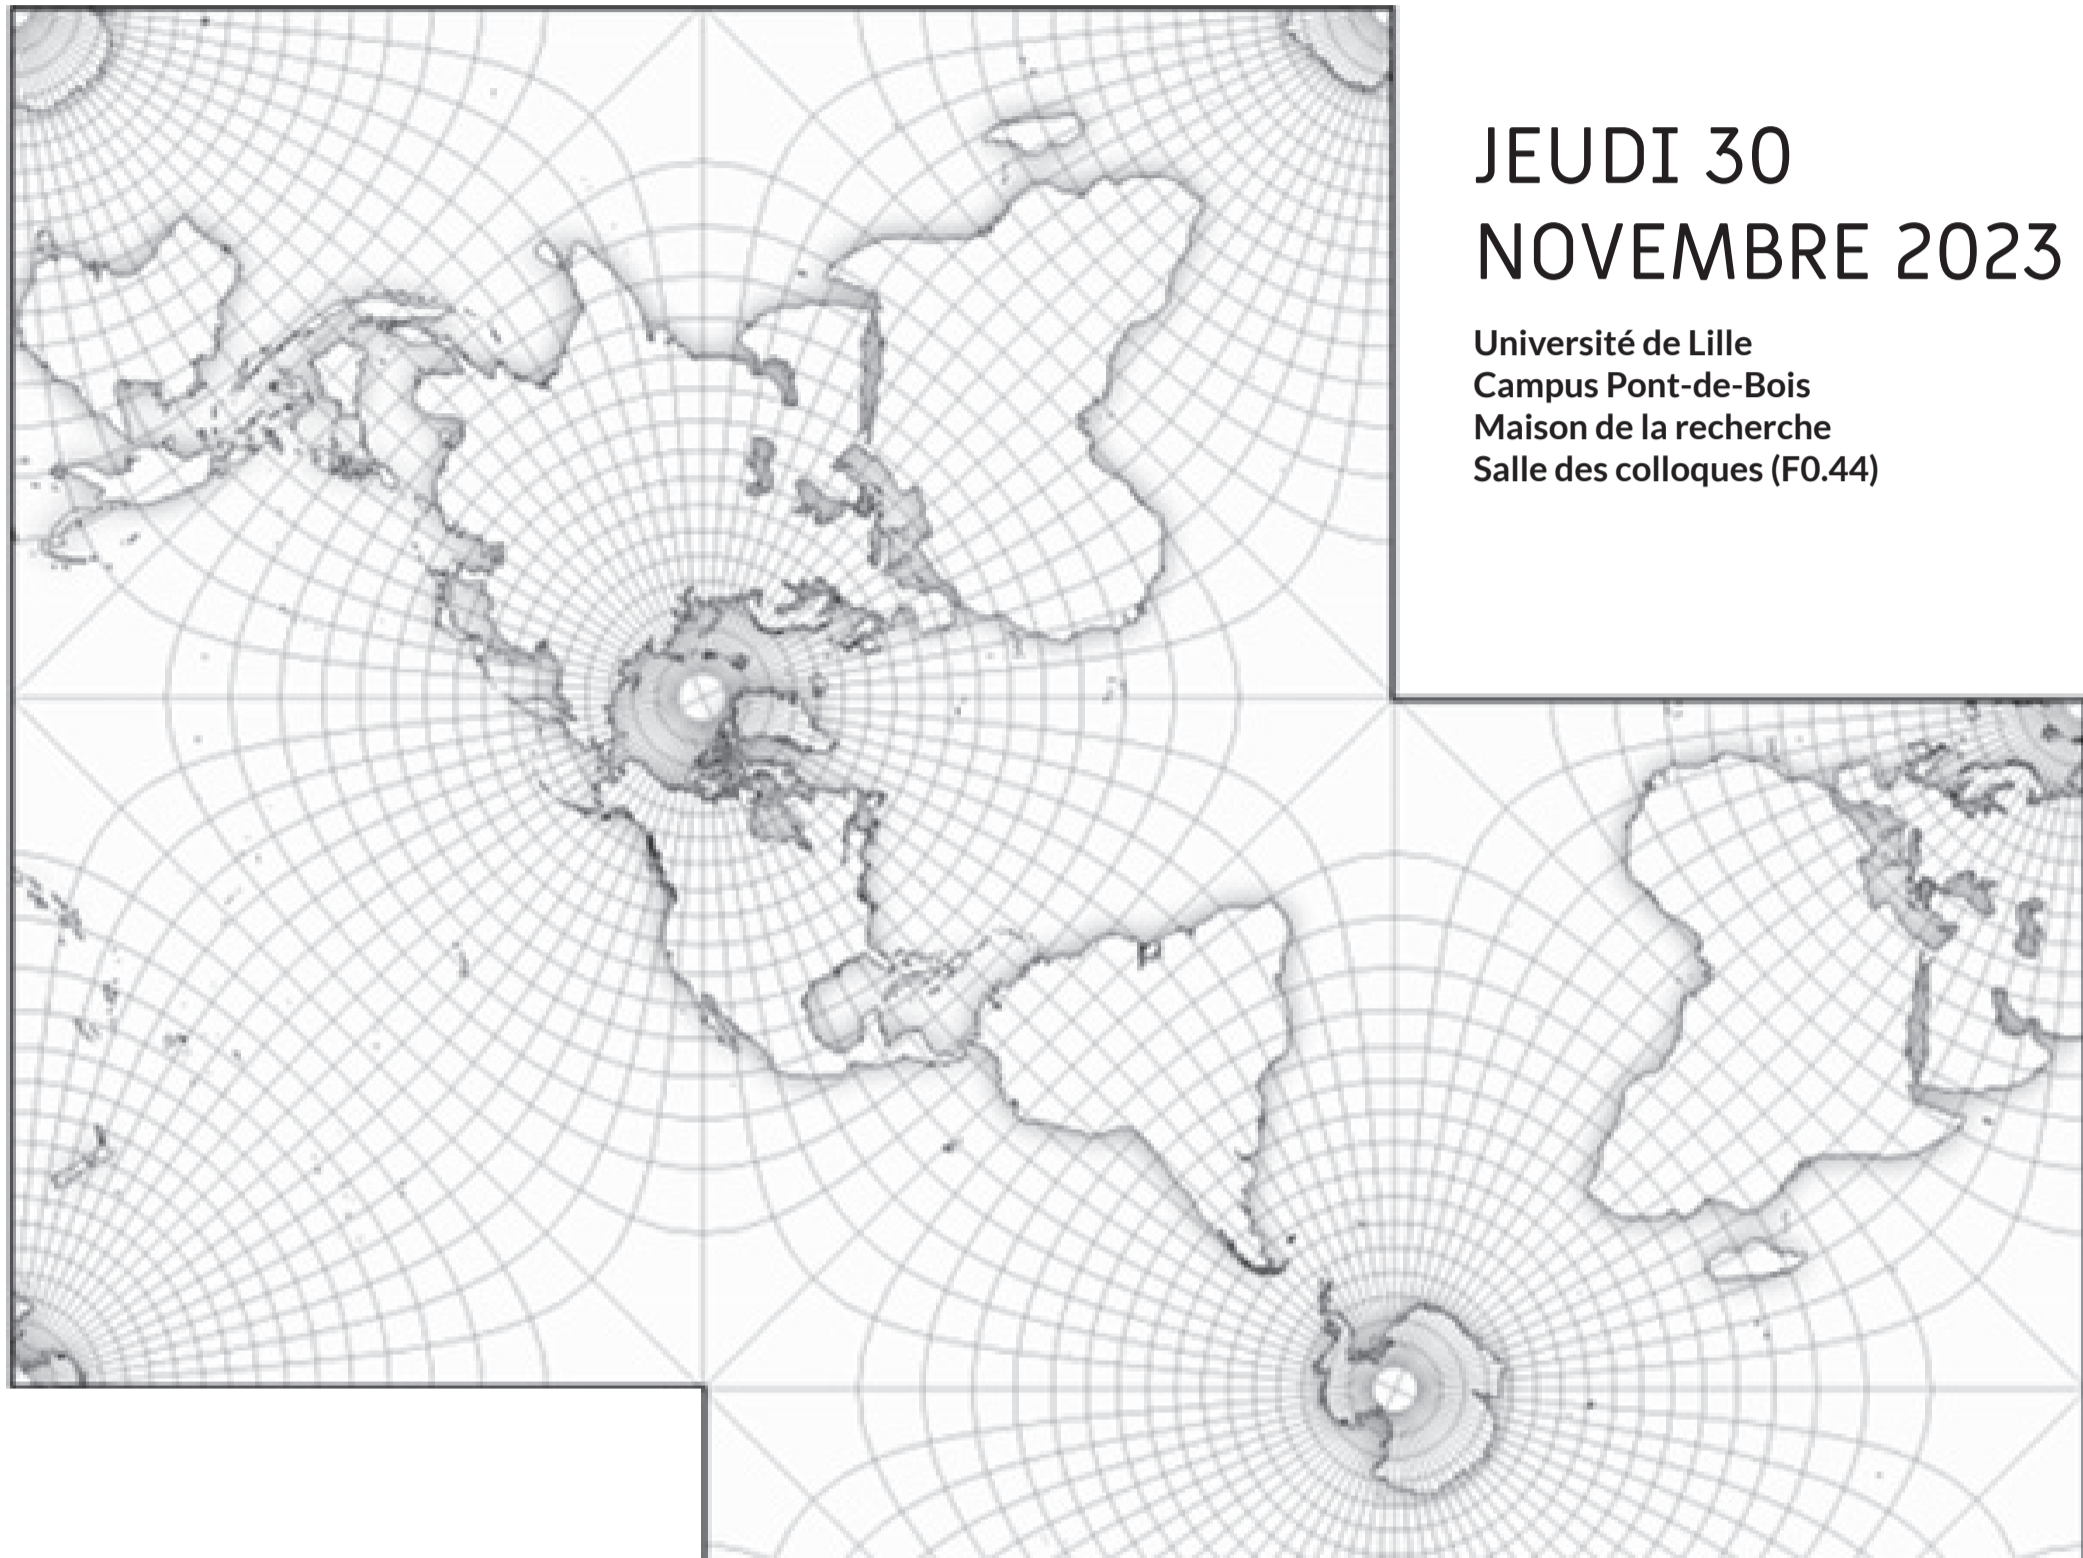 JEUDI 30
NOVEMBRE 2023
Université de Lille
Campus Pont-de-Bois
Maison de la recherche
Salle des colloques (F0.44)